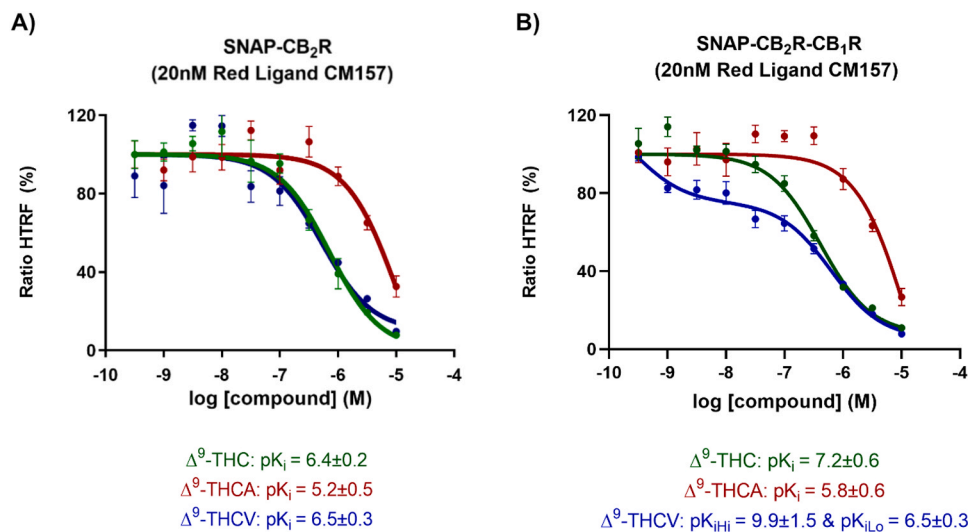 A)
SNAP-CB₂R
(20nM Red Ligand CM157)
120
80
40
0
Ratio HTRF (%)
-10 -9 -8 -7 -6 -5 -4
log [compound] (M)
Δ⁹-THC: pKᵢ = 6.4±0.2
Δ⁹-THCA: pKᵢ = 5.2±0.5
Δ⁹-THCV: pKᵢ = 6.5±0.3
B)
SNAP-CB₂R-CB₁R
(20nM Red Ligand CM157)
120
80
40
0
Ratio HTRF (%)
-10 -9 -8 -7 -6 -5 -4
log [compound] (M)
Δ⁹-THC: pKᵢ = 7.2±0.6
Δ⁹-THCA: pKᵢ = 5.8±0.6
Δ⁹-THCV: pKiHi = 9.9±1.5 & pKiLo = 6.5±0.3